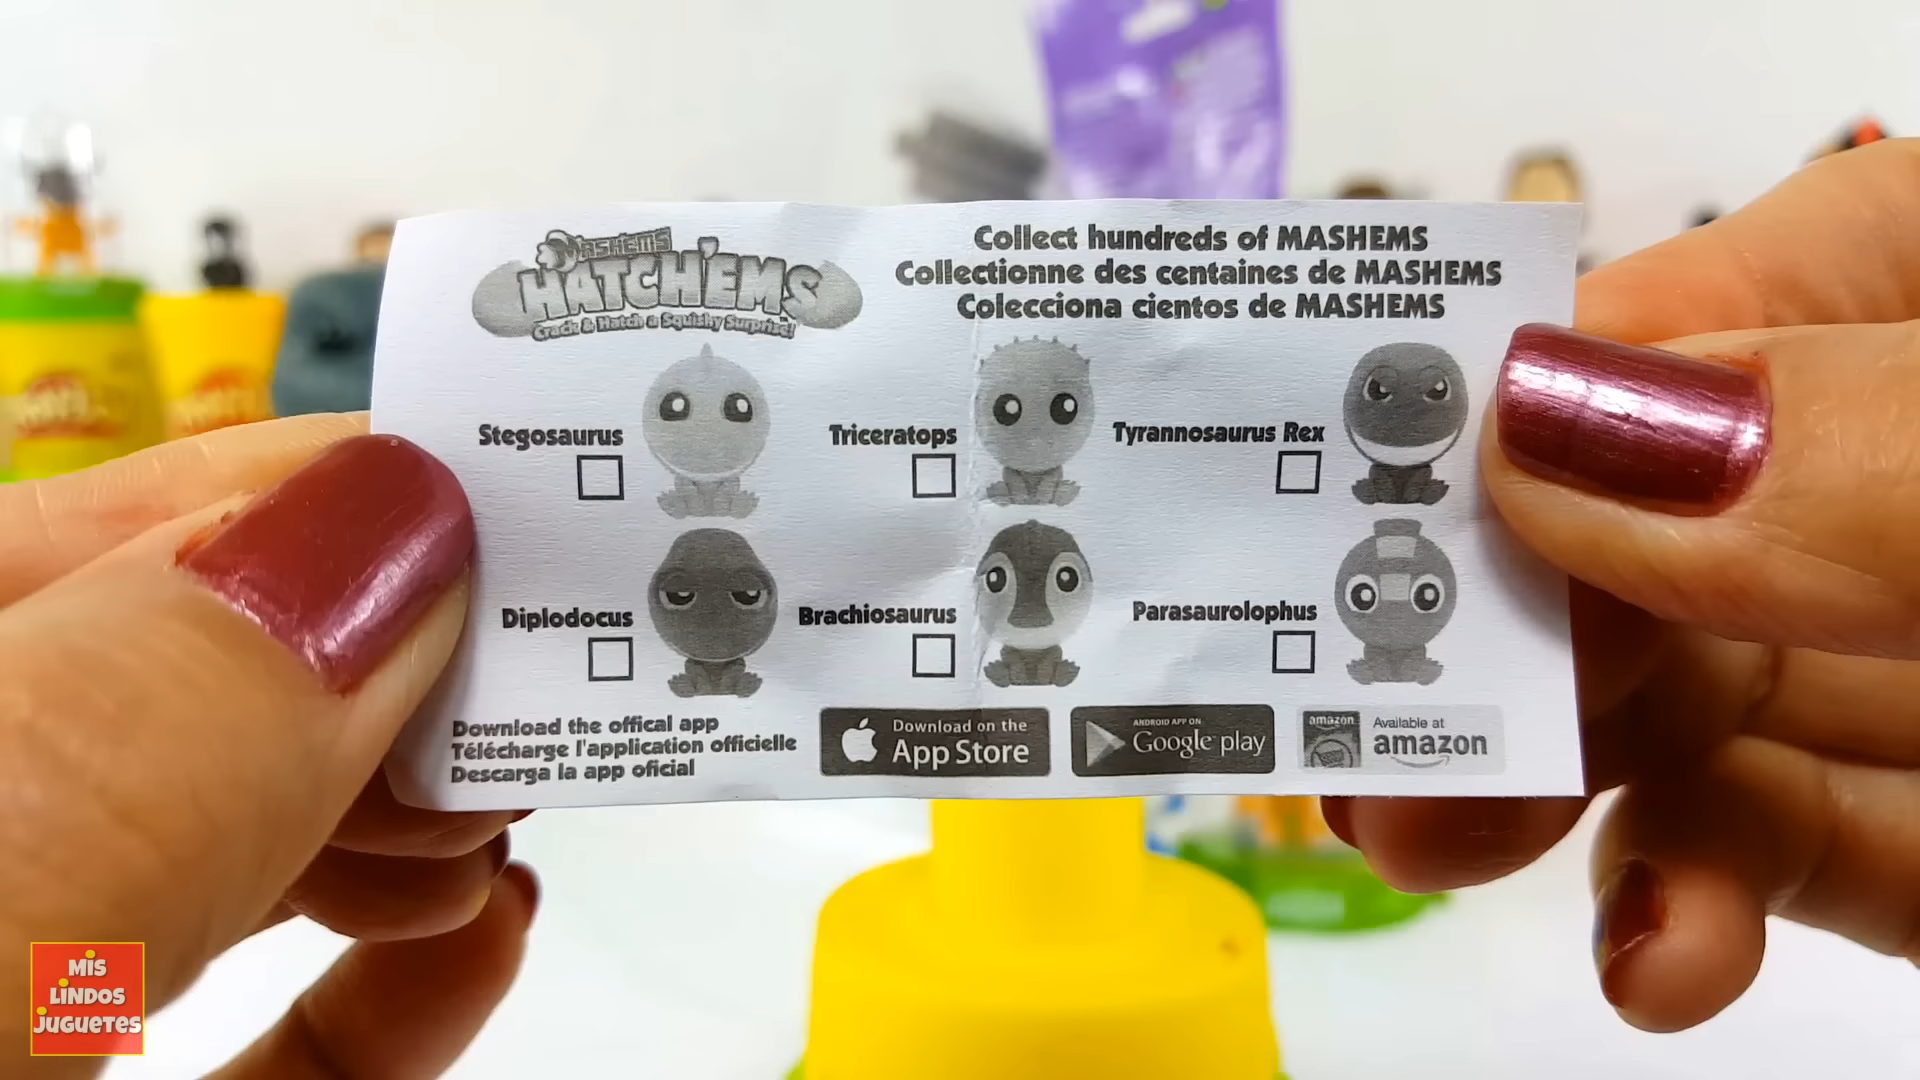 MASHEMS
HATCH'EMS
Crack & Hatch a Squishy Surprise!
Collect hundreds of MASHEMS
Collectionne des centaines de MASHEMS
Colecciona cientos de MASHEMS
Stegosaurus
Triceratops
Tyrannosaurus Rex
Diplodocus
Brachiosaurus
Parasaurolophus
Download the offical app
Télécharge l'application officielle
Descarga la app oficial
Download on the
App Store
ANDROID APP ON
Google play
amazon
Available at
amazon
MIS
LINDOS
JUGUETES